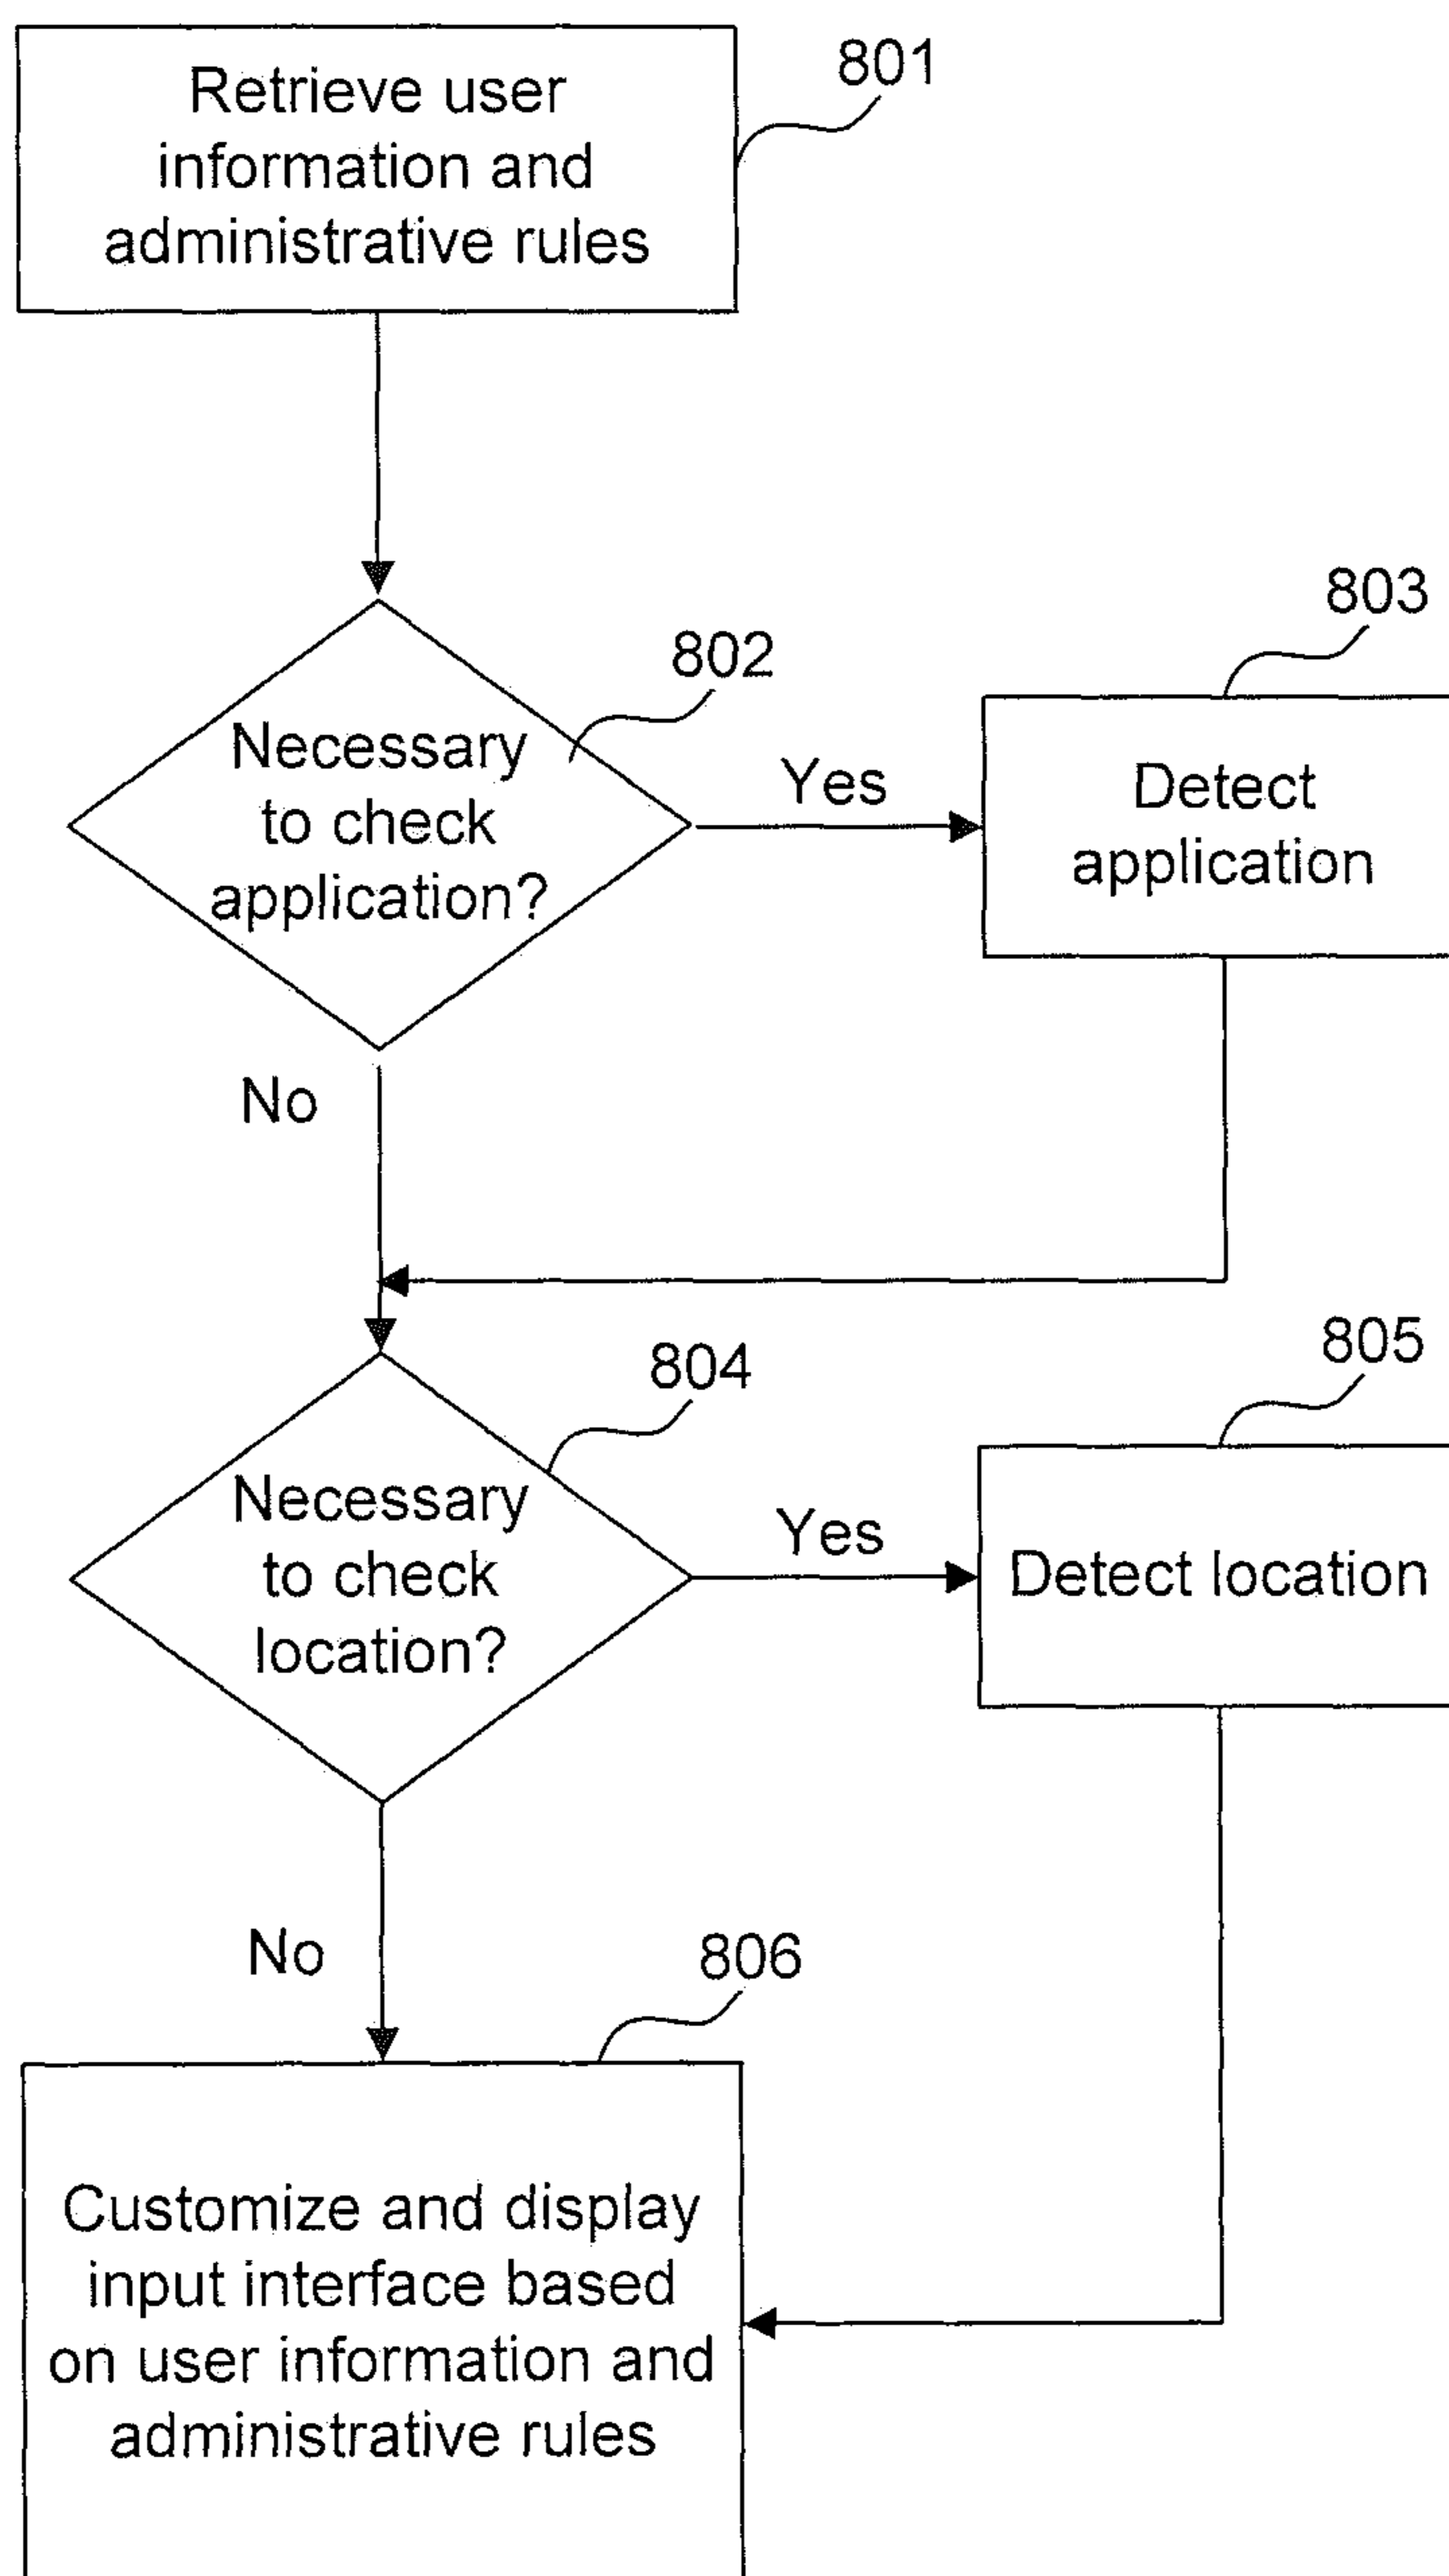 Retrieve user
information and
administrative rules
801
802
Necessary
to check
application?
Yes
803
Detect
application
No
804
Necessary
to check
location?
Yes
805
Detect location
No
806
Customize and display
input interface based
on user information and
administrative rules